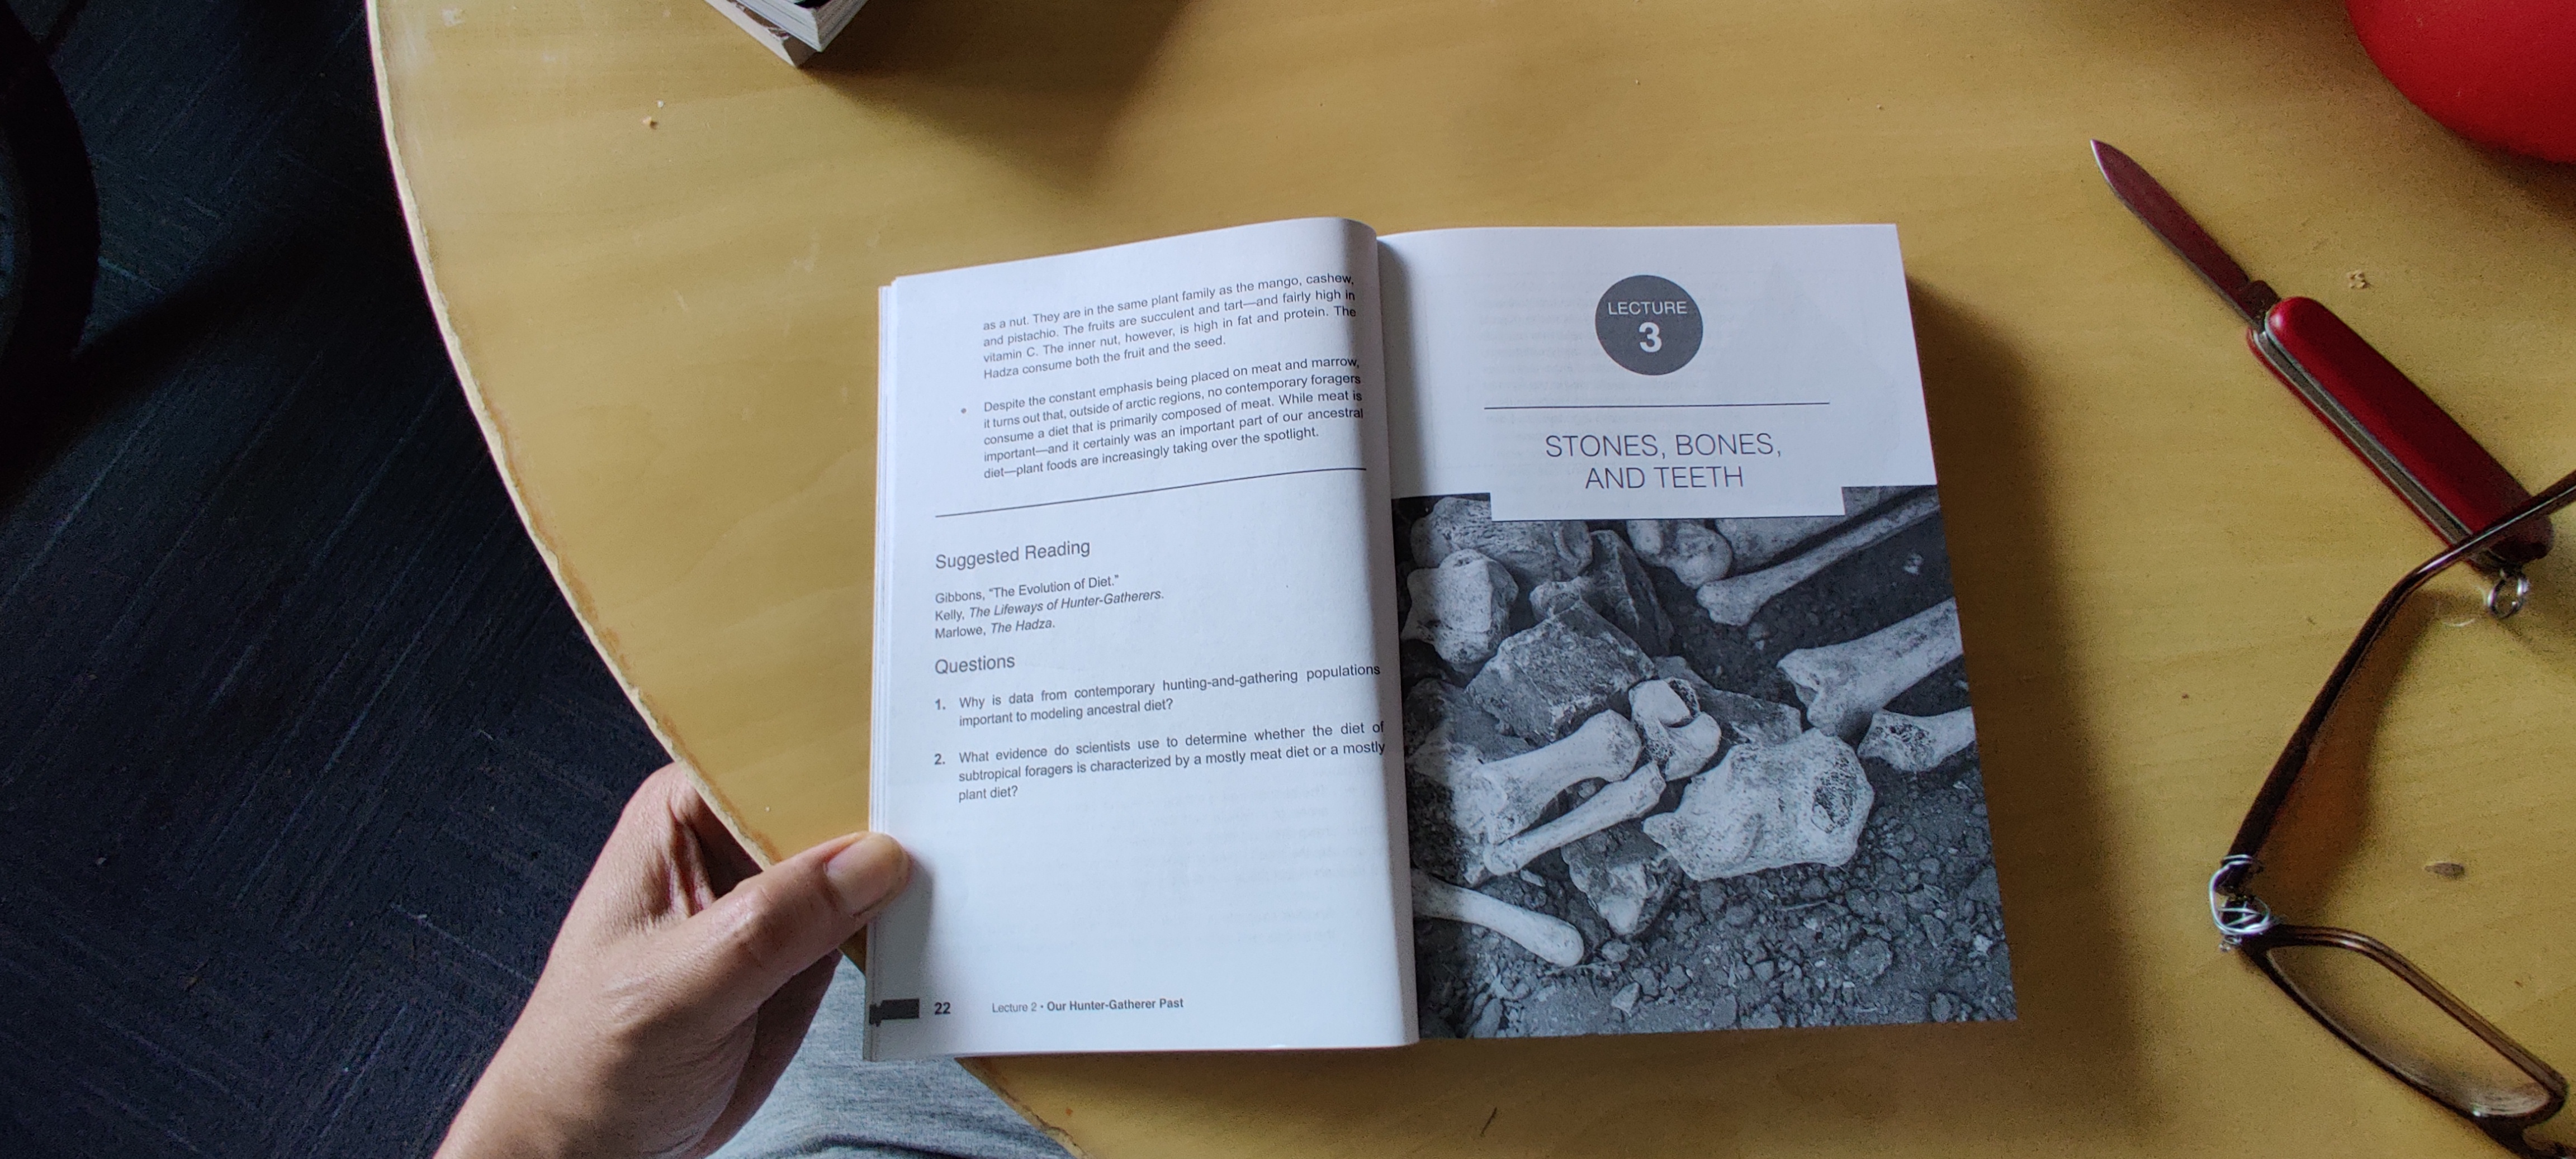 as a nut. They are in the same plant family as the mango, cashew,
and pistachio. The fruits are succulent and tart—and fairly high in
vitamin C. The inner nut, however, is high in fat and protein. The
Hadza consume both the fruit and the seed.
• Despite the constant emphasis being placed on meat and marrow,
it turns out that, outside of arctic regions, no contemporary foragers
consume a diet that is primarily composed of meat. While meat is
important—and it certainly was an important part of our ancestral
diet—plant foods are increasingly taking over the spotlight.
Suggested Reading
Gibbons, “The Evolution of Diet.”
Kelly, The Lifeways of Hunter-Gatherers.
Marlowe, The Hadza.
Questions
1. Why is data from contemporary hunting-and-gathering populations
important to modeling ancestral diet?
2. What evidence do scientists use to determine whether the diet of
subtropical foragers is characterized by a mostly meat diet or a mostly
plant diet?
22 Lecture 2 • Our Hunter-Gatherer Past
LECTURE
3
STONES, BONES,
AND TEETH